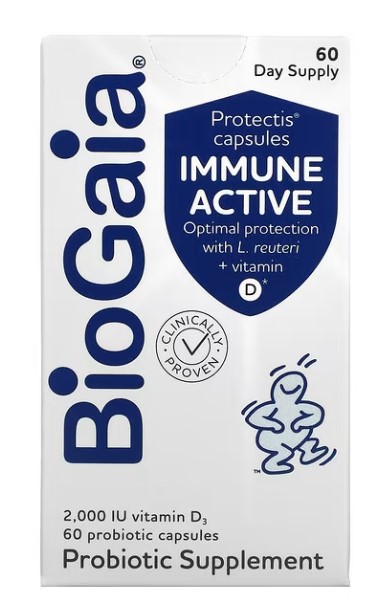 60
Day Supply
BioGaia®
Protectis®
capsules
IMMUNE
ACTIVE
Optimal protection
with L. reuteri
+ vitamin
D*
CLINICALLY
PROVEN
TM
2,000 IU vitamin D₃
60 probiotic capsules
Probiotic Supplement